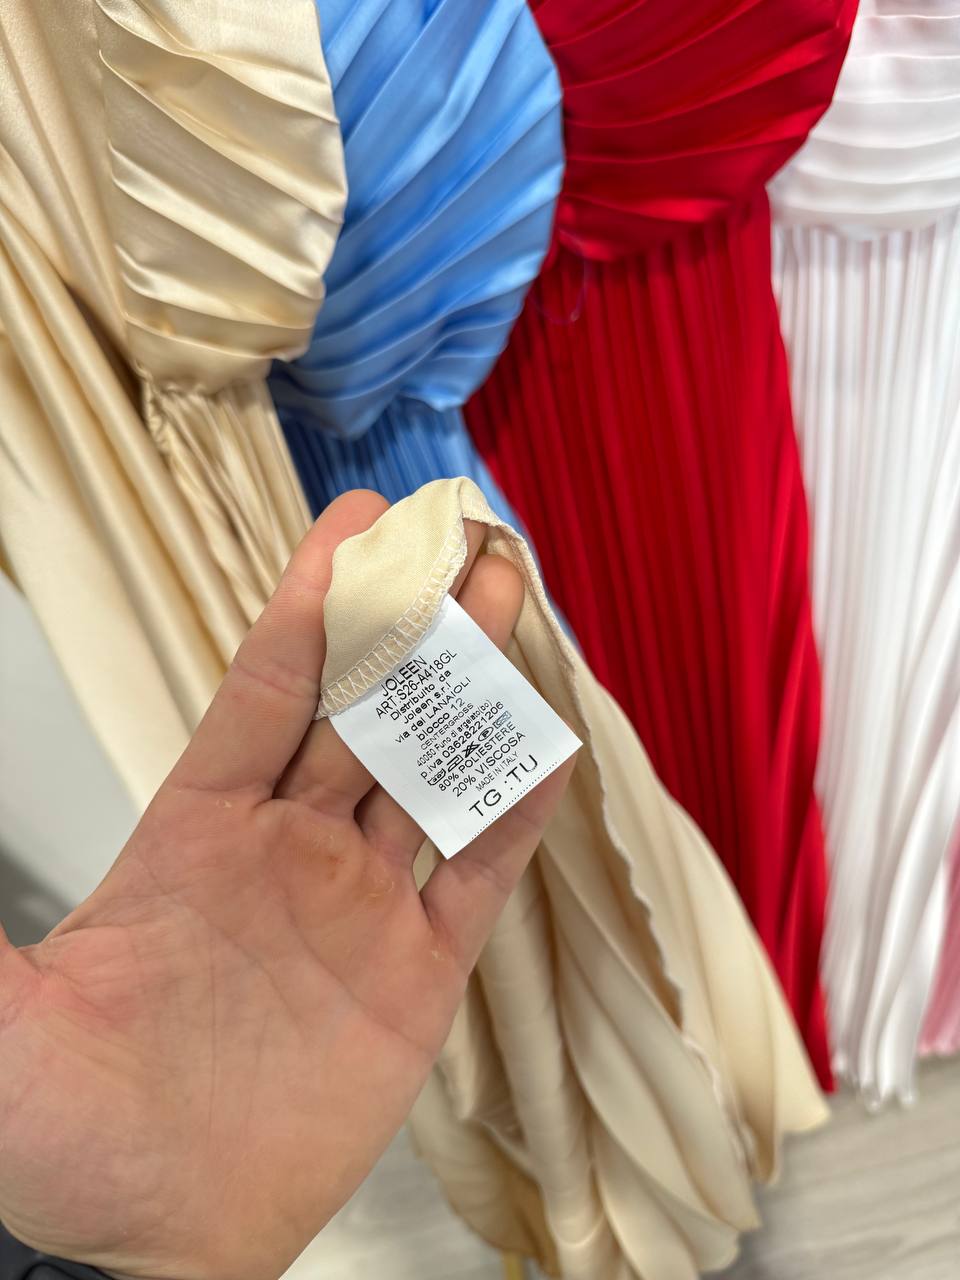 JOLEEN
ART:S26-A418GL
Distribuito da
joleen s.r.l
via dei LANAIOLI
blocco 12
CENTERGROSS
40050 Funo di argelato(bo)
p.iva 03628221206
80% POLIESTERE
20% VISCOSA
MADE IN ITALY
TG :TU